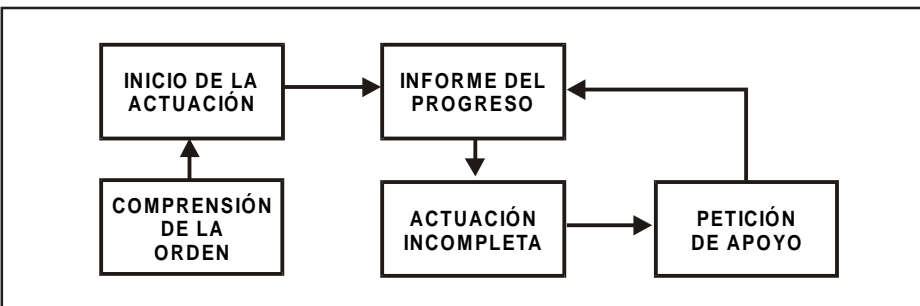 INICIO DE LA
ACTUACIÓN
INFORME DEL
PROGRESO
COMPRENSIÓN
DE LA
ORDEN
ACTUACIÓN
INCOMPLETA
PETICIÓN
DE APOYO